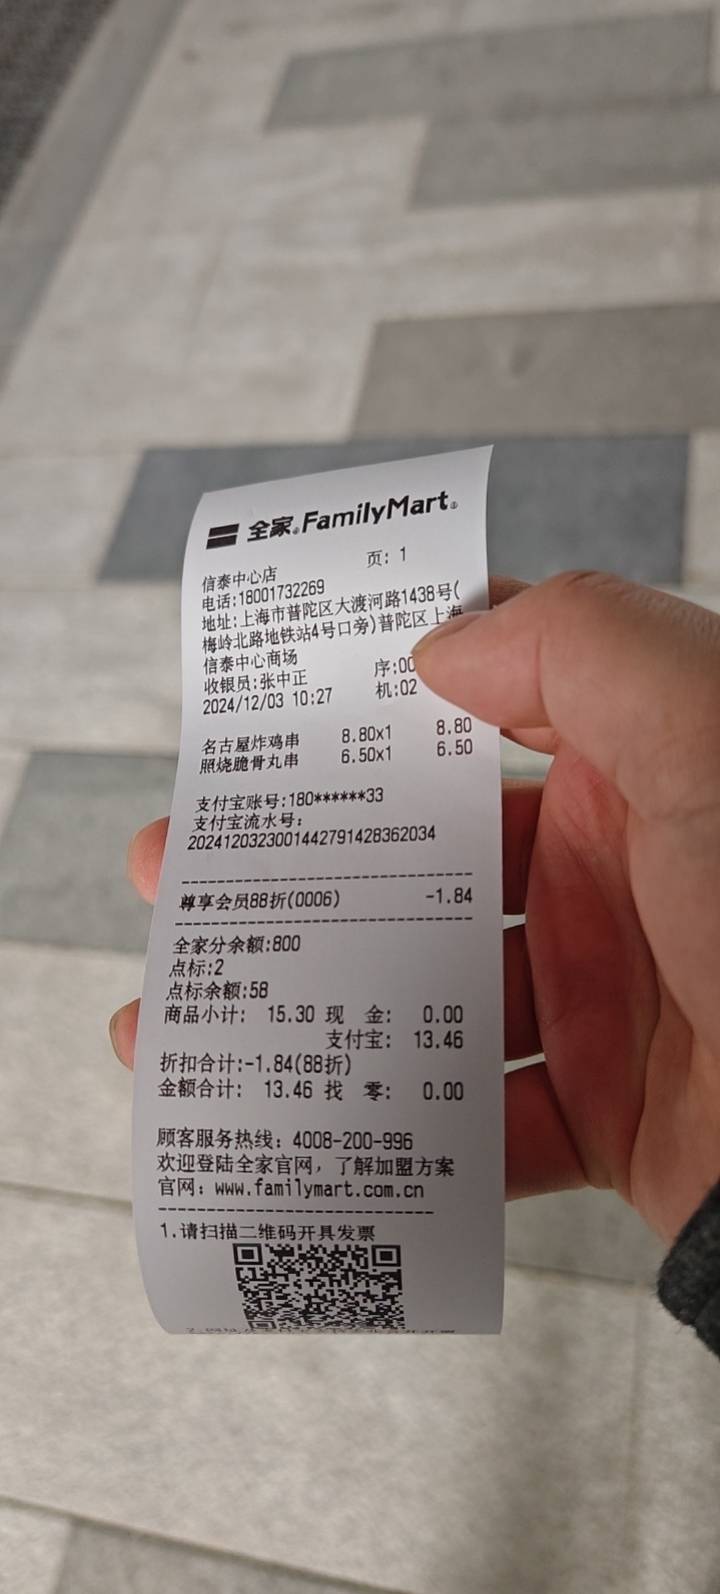 全家 FamilyMart
页: 1
信泰中心店
电话:18001732269
地址:上海市普陀区大渡河路1438号(
梅岭北路地铁站4号口旁)普陀区上海
信泰中心商场
收银员:张中正 序:00
2024/12/03 10:27 机:02
名古屋炸鸡串 8.80x1 8.80
照烧脆骨丸串 6.50x1 6.50
支付宝账号:180******33
支付宝流水号:
2024120323001442791428362034
尊享会员88折(0006) -1.84
全家分余额:800
点标:2
点标余额:58
商品小计: 15.30 现 金: 0.00
支付宝: 13.46
折扣合计:-1.84(88折)
金额合计: 13.46 找 零: 0.00
顾客服务热线: 4008-200-996
欢迎登陆全家官网,了解加盟方案
官网: www.familymart.com.cn
1.请扫描二维码开具发票